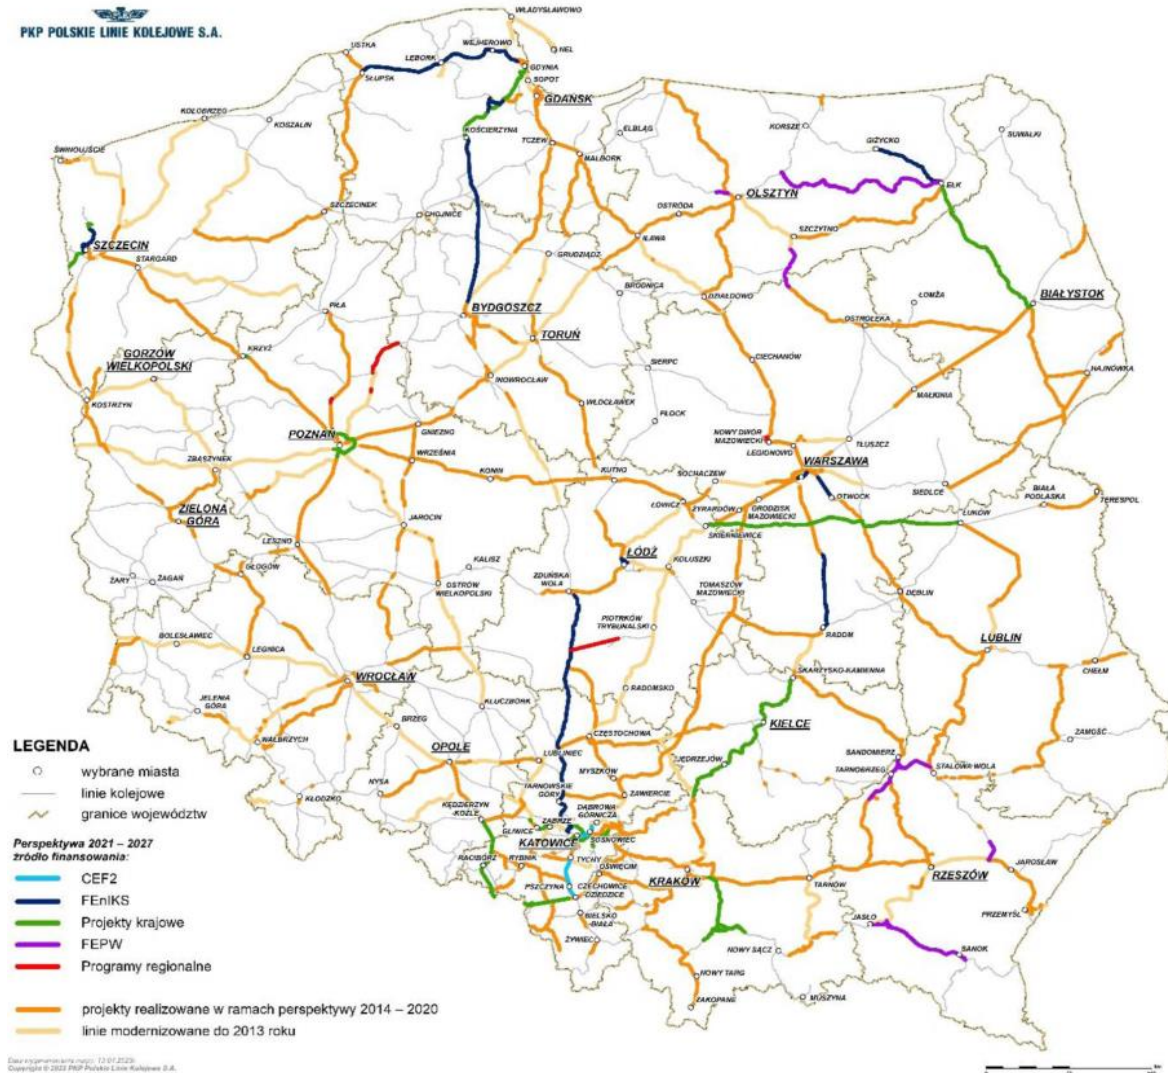 PKP POLSKIE LINIE KOLEJOWE S.A.
WŁADYSŁAWOWO
USTKA
LĘBORK
WEJHEROWO
HEL
GDYNIA
SŁUPSK
SOPOT
GDAŃSK
KOŁOBRZEG
KOSZALIN
KOŚCIERZYNA
TCZEW
ELBLĄG
MALBORK
KORSZE
GIŻYCKO
SUWAŁKI
ŚWINOUJŚCIE
EŁK
SZCZECINEK
CHOJNICE
OSTRÓDA
OLSZTYN
SZCZECIN
STARGARD
IŁAWA
SZCZYTNO
GRUDZIĄDZ
BRODNICA
DZIAŁDOWO
ŁOMŻA
BIAŁYSTOK
PIŁA
BYDGOSZCZ
TORUŃ
OSTROŁĘKA
GORZÓW
WIELKOPOLSKI
KRZYŻ
SIERPC
CIECHANÓW
HAJNÓWKA
INOWROCŁAW
MAŁKINIA
KOSTRZYN
WŁOCŁAWEK
PŁOCK
POZNAŃ
GNIEZNO
NOWY DWÓR
MAZOWIECKI
LEGIONOWO
TŁUSZCZ
ZBĄSZYNEK
WRZEŚNIA
KONIN
KUTNO
SOCHACZEW
WARSZAWA
OTWOCK
SIEDLCE
BIAŁA
PODLASKA
TERESPOL
ZIELONA
GÓRA
ŁOWICZ
ŻYRARDÓW
GRODZISK
MAZOWIECKI
ŁUKÓW
JAROCIN
SKIERNIEWICE
LESZNO
ŁÓDŹ
KOLUSZKI
KALISZ
ŻARY
ŻAGAŃ
GŁOGÓW
OSTRÓW
WIELKOPOLSKI
ZDUŃSKA
WOLA
TOMASZÓW
MAZOWIECKI
DĘBLIN
PIOTRKÓW
TRYBUNALSKI
RADOM
LUBLIN
BOLESŁAWIEC
LEGNICA
CHEŁM
WROCŁAW
SKARŻYSKO-KAMIENNA
RADOMSKO
JELENIA
GÓRA
KLUCZBORK
BRZEG
KIELCE
ZAMOŚĆ
WAŁBRZYCH
OPOLE
LUBLINIEC
CZĘSTOCHOWA
JĘDRZEJÓW
SANDOMIERZ
TARNOBRZEG
STALOWA WOLA
NYSA
KŁODZKO
TARNOWSKIE
GÓRY
MYSZKÓW
ZAWIERCIE
KĘDZIERZYN
KOŹLE
DĄBROWA
GÓRNICZA
ZABRZE
GLIWICE
KATOWICE
SOSNOWIEC
RACIBÓRZ
RYBNIK
TYCHY
OŚWIĘCIM
KRAKÓW
TARNÓW
RZESZÓW
JAROSŁAW
PSZCZYNA
CZECHOWICE
DZIEDZICE
PRZEMYŚL
BIELSKO
BIAŁA
JASŁO
ŻYWIEC
NOWY SĄCZ
SANOK
NOWY TARG
ZAKOPANE
MUSZYNA
LEGENDA
wybrane miasta
linie kolejowe
granice województw
Perspektywa 2021 – 2027
źródło finansowania:
CEF2
FEnIKS
Projekty krajowe
FEPW
Programy regionalne
projekty realizowane w ramach perspektywy 2014 – 2020
linie modernizowane do 2013 roku
Copyright © 2023 PKP Polskie Linie Kolejowe S.A.